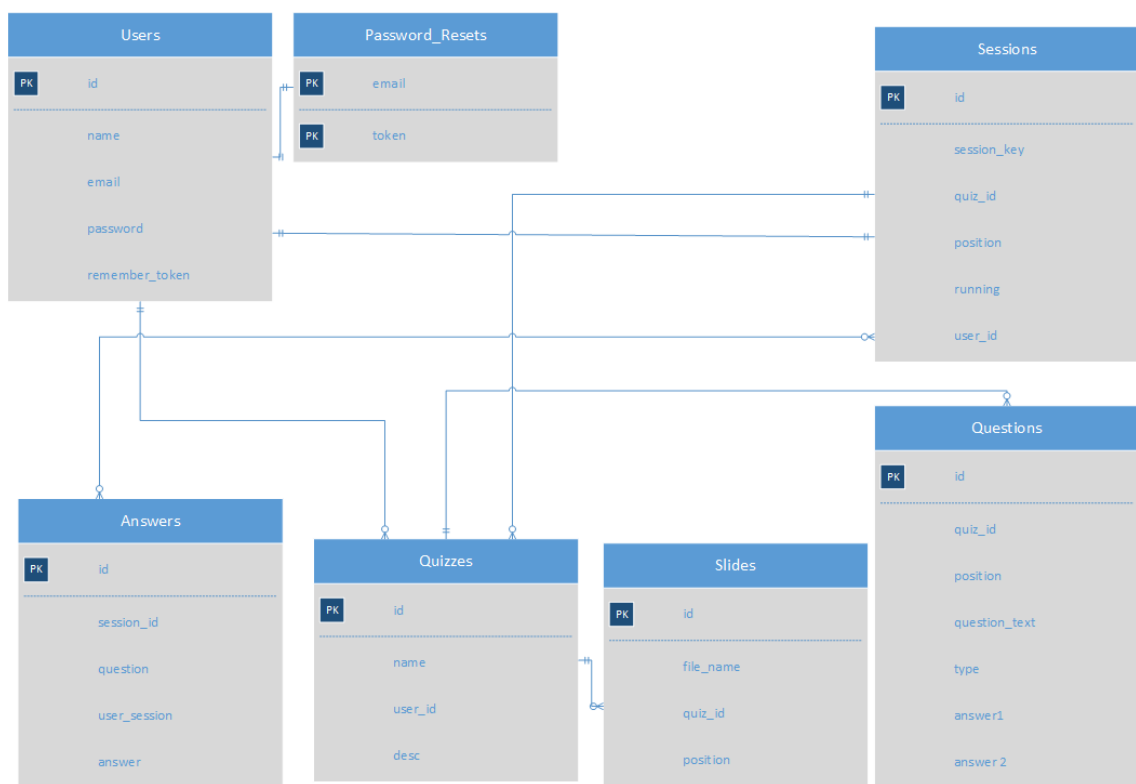 Users
PK id
name
email
password
remember_token
Password_Resets
PK email
PK token
Sessions
PK id
session_key
quiz_id
position
running
user_id
Answers
PK id
session_id
question
user_session
answer
Quizzes
PK id
name
user_id
desc
Slides
PK id
file_name
quiz_id
position
Questions
PK id
quiz_id
position
question_text
type
answer1
answer 2